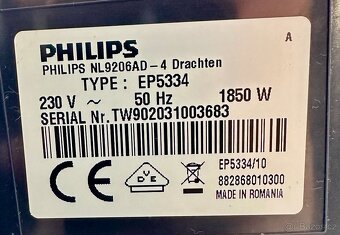 A
PHILIPS
PHILIPS NL9206AD-4 Drachten
TYPE : EP5334
230 V ~ 50 Hz 1850 W
SERIAL Nr.TW902031003683
EP5334/10
882868010300
MADE IN ROMANIA